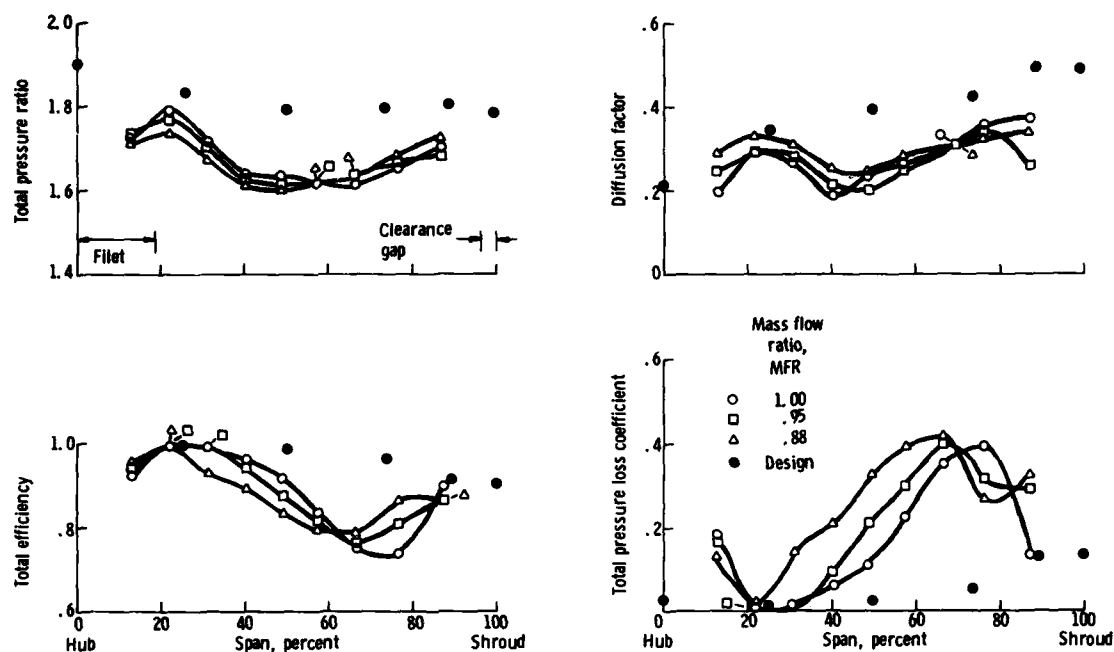 2.0
1.8
1.6
1.4
Total pressure ratio
Filet
Clearance
gap
.6
.4
.2
0
Diffusion factor
1.0
.8
.6
Total efficiency
0
20
40
60
80
100
Hub
Span, percent
Shroud
Mass flow
ratio,
MFR
1.00
.95
.88
Design
.6
.4
.2
Total pressure loss coefficient
0
20
40
60
80
100
Hub
Span, percent
Shroud